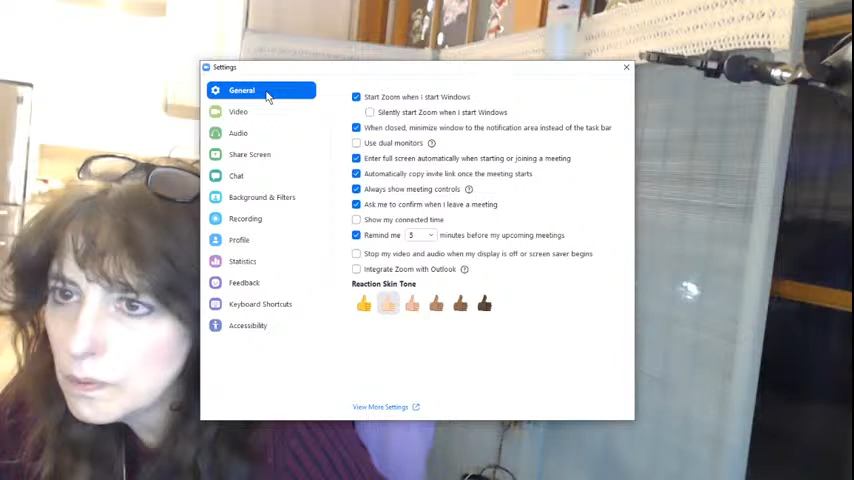 Settings
General
Video
Audio
Share Screen
Chat
Background & Filters
Recording
Profile
Statistics
Feedback
Keyboard Shortcuts
Accessibility
Start Zoom when I start Windows
Silently start Zoom when I start Windows
When closed, minimize window to the notification area instead of the task bar
Use dual monitors ?
Enter full screen automatically when starting or joining a meeting
Automatically copy invite link once the meeting starts
Always show meeting controls ?
Ask me to confirm when I leave a meeting
Show my connected time
Remind me 5 minutes before my upcoming meetings
Stop my video and audio when my display is off or screen saver begins
Integrate Zoom with Outlook ?
Reaction Skin Tone
View More Settings